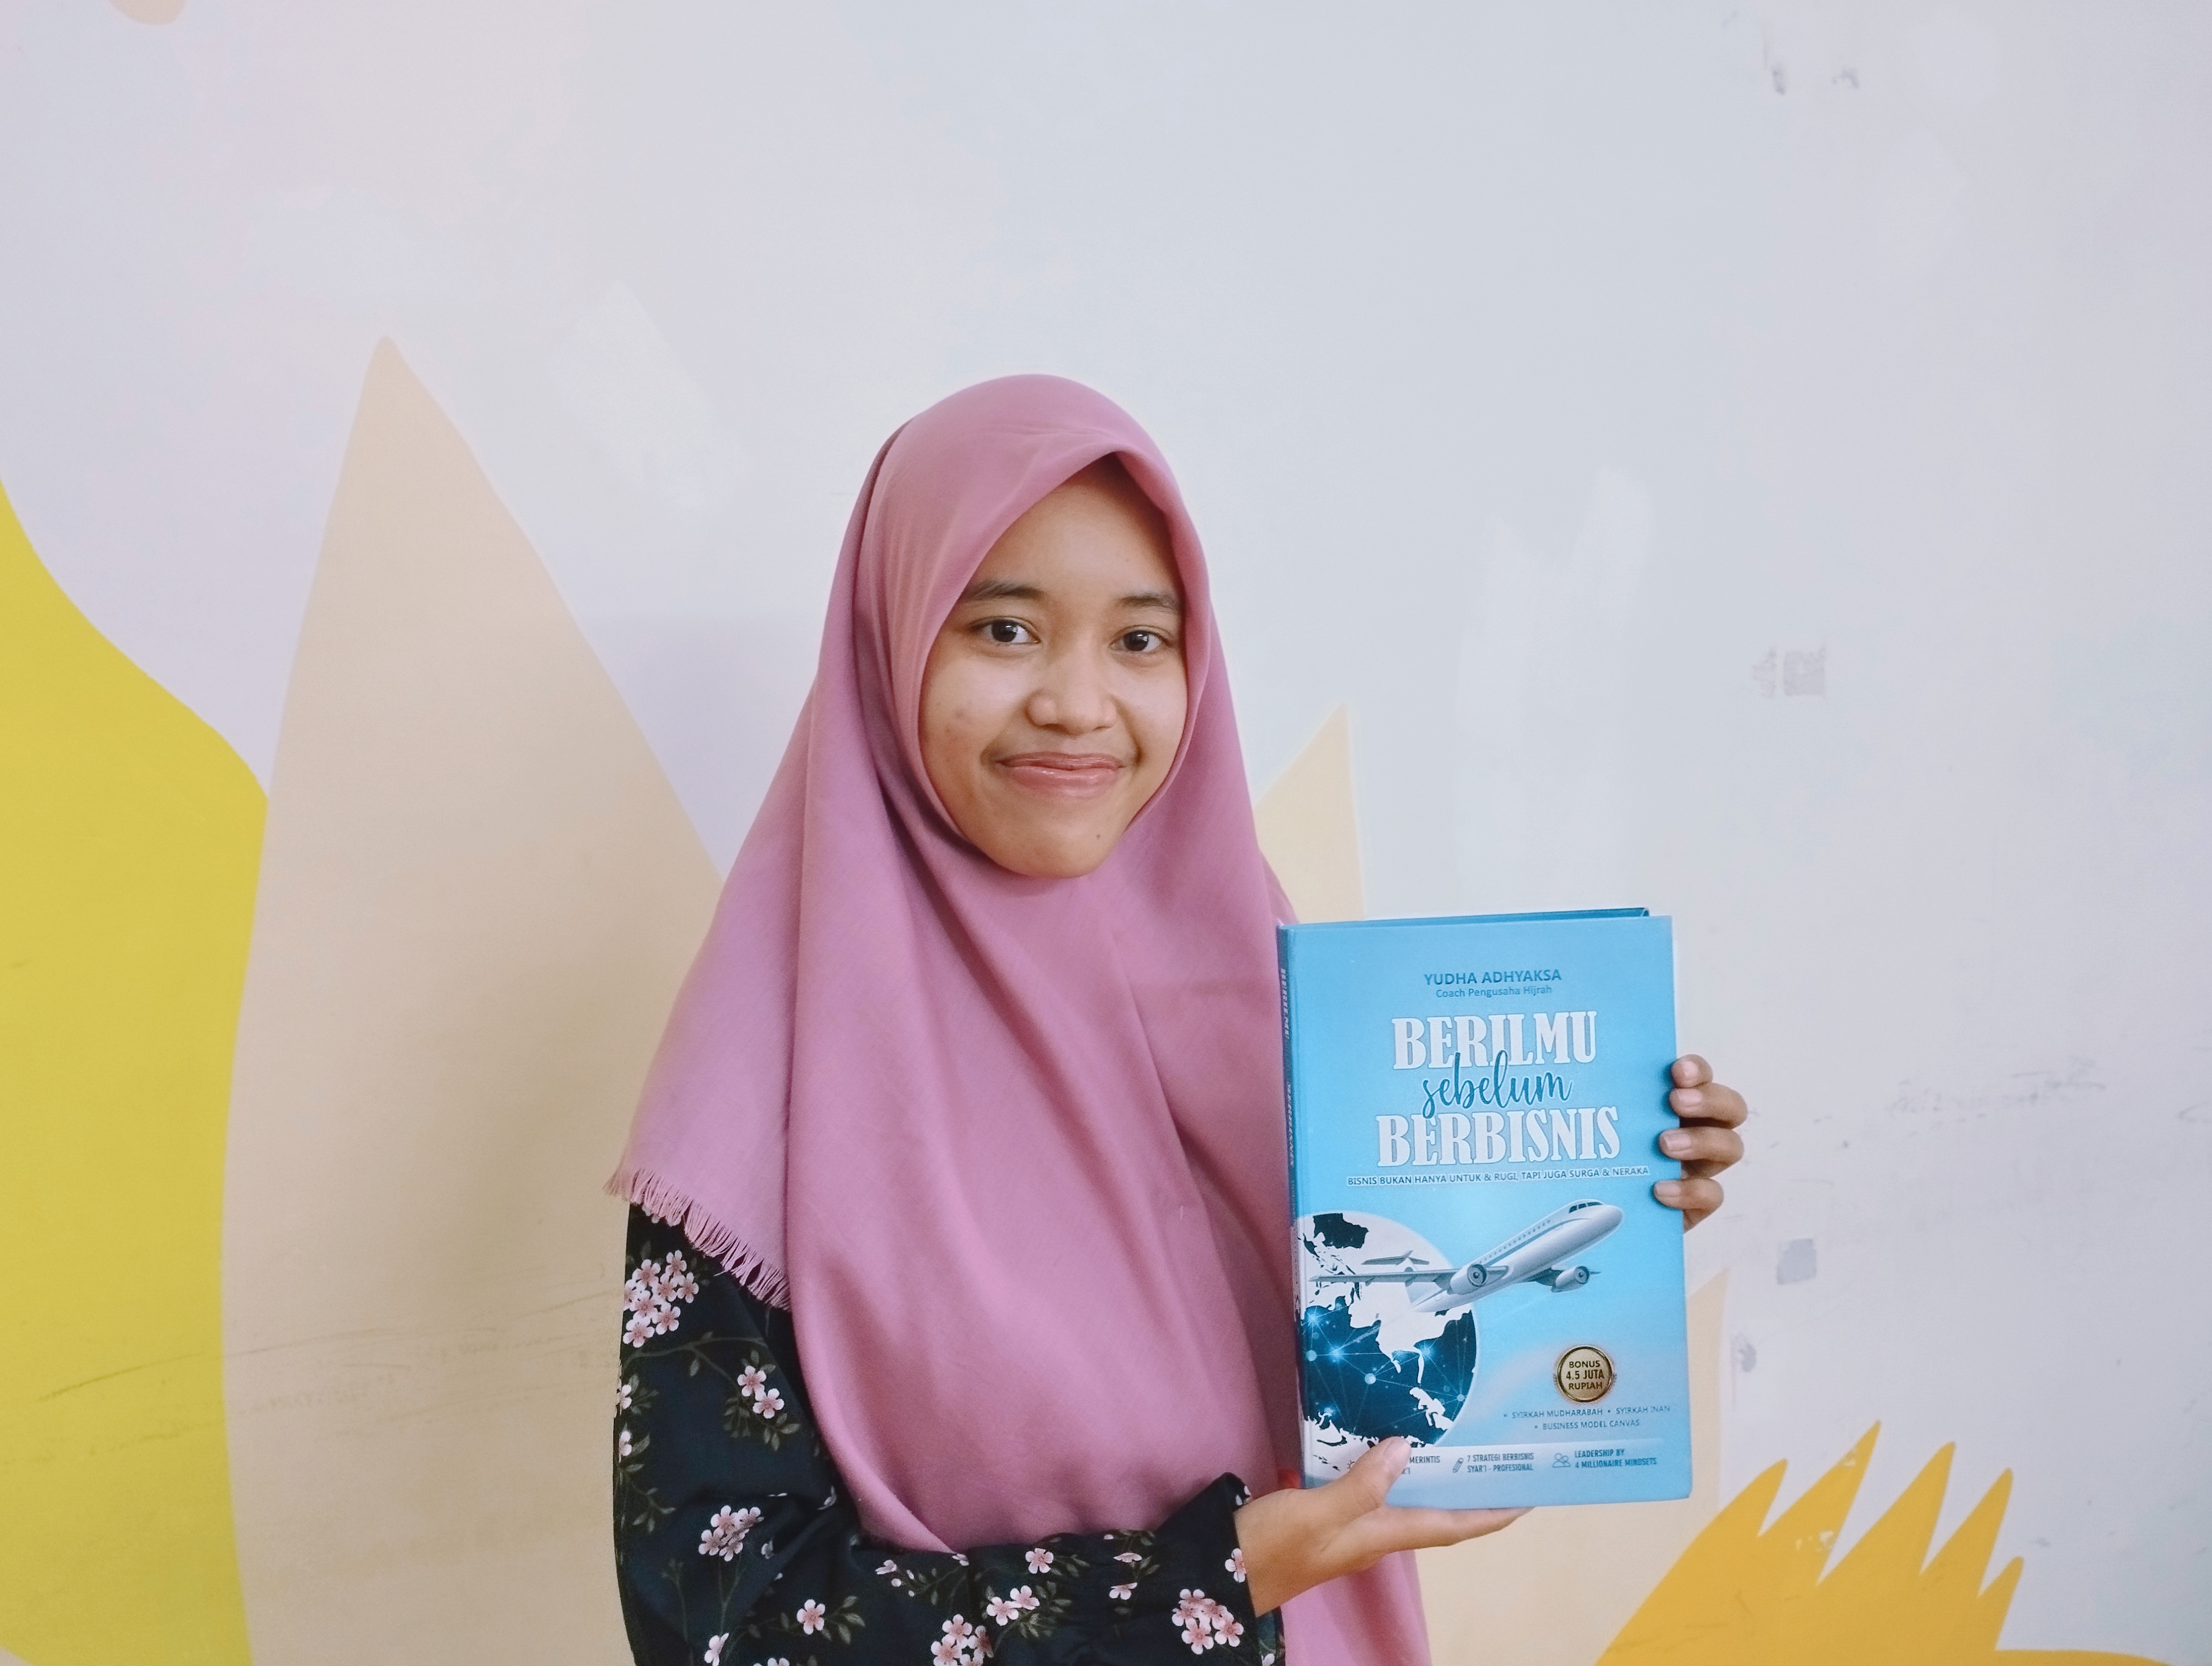 YUDHA ADHYAKSA
Coach Pengusaha Hijrah
BERILMU
sebelum
BERBISNIS
BISNIS BUKAN HANYA UNTUK & RUGI, TAPI JUGA SURGA & NERAKA
BONUS
4.5 JUTA
RUPIAH
• SYIRKAH MUDHARABAH • SYIRKAH INAN
• BUSINESS MODEL CANVAS
MERINTIS
7 STRATEGI BERBISNIS
SYAR'I - PROFESIONAL
LEADERSHIP BY
4 MILLIONAIRE MINDSETS